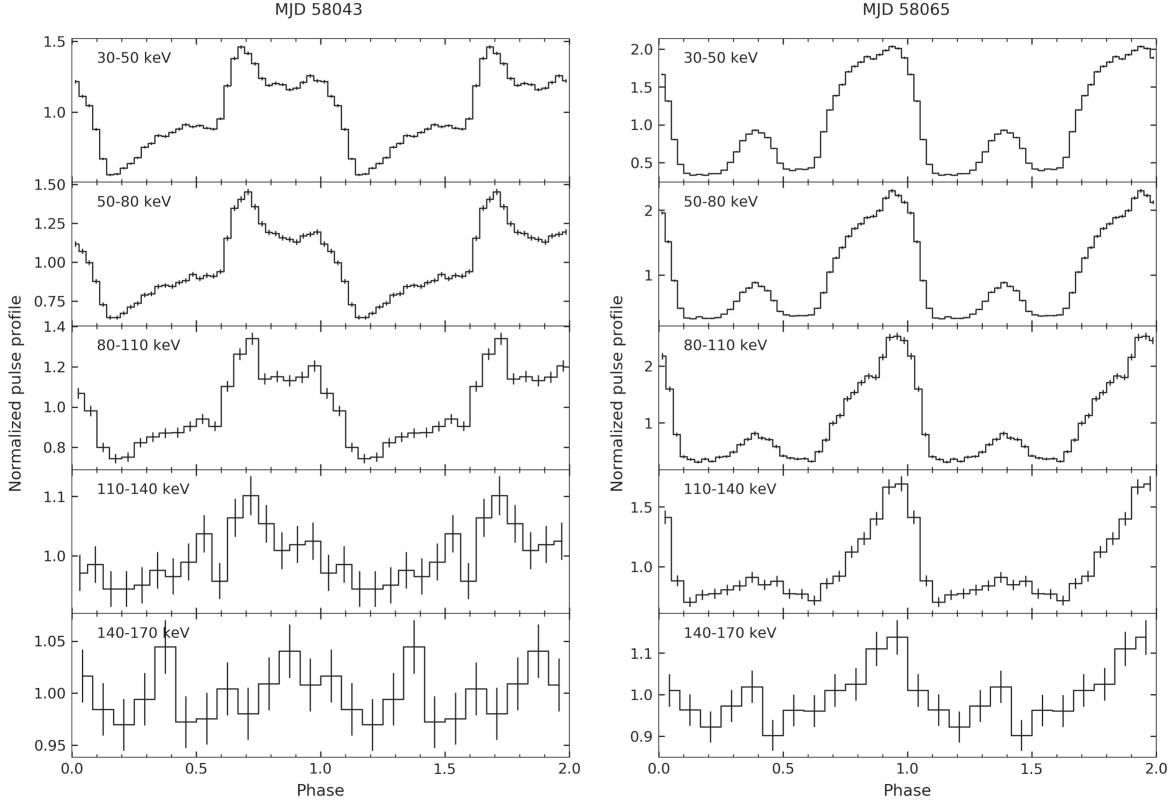 MJD 58043
MJD 58065
Normalized pulse profile
30-50 keV
1.5
1.0
50-80 keV
1.50
1.25
1.00
0.75
80-110 keV
1.4
1.2
1.0
0.8
110-140 keV
1.1
1.0
140-170 keV
1.05
1.00
0.95
0.0 0.5 1.0 1.5 2.0
Phase
Normalized pulse profile
30-50 keV
2.0
1.5
1.0
0.5
50-80 keV
2
1
80-110 keV
2
1
110-140 keV
1.5
1.0
140-170 keV
1.1
1.0
0.9
0.0 0.5 1.0 1.5 2.0
Phase